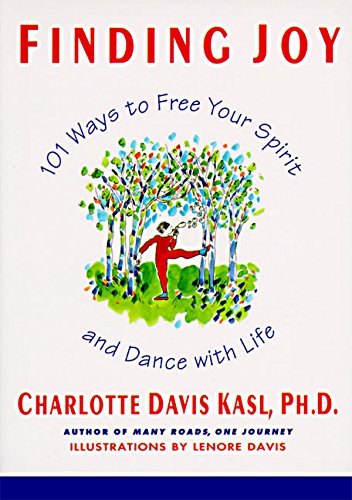 FINDING JOY
101 Ways to Free Your Spirit
and Dance with Life
CHARLOTTE DAVIS KASL, PH.D.
AUTHOR OF MANY ROADS, ONE JOURNEY
ILLUSTRATIONS BY LENORE DAVIS